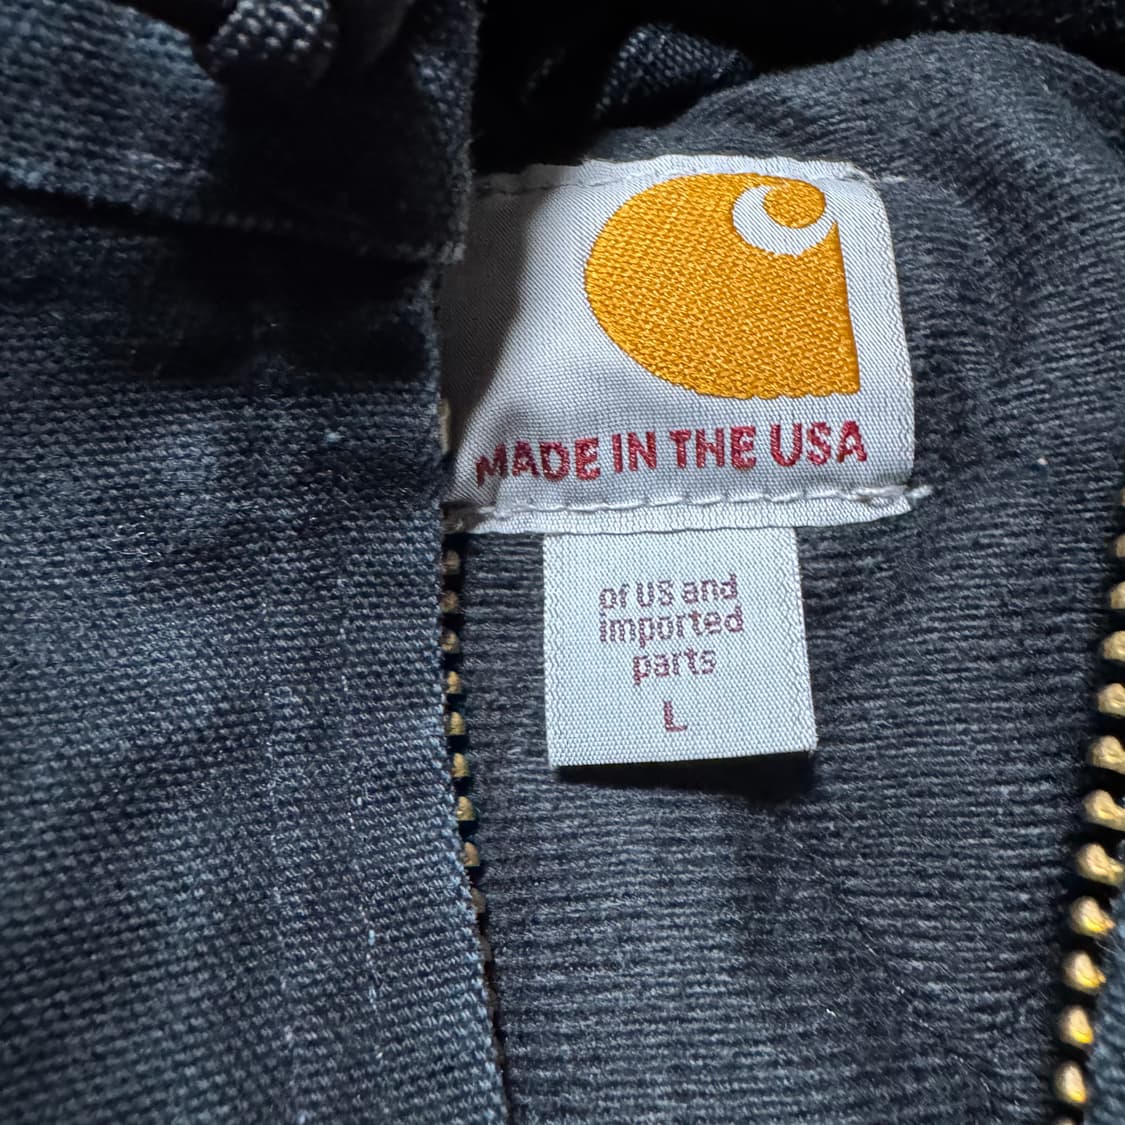 MADE IN THE USA
of US and
imported
parts
L